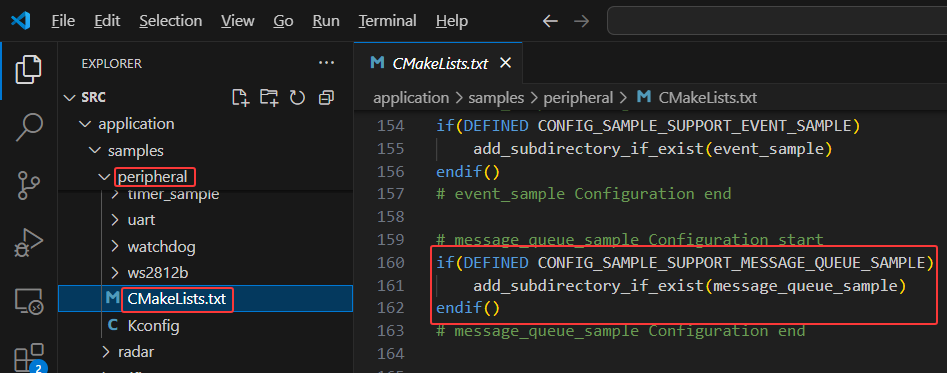 File Edit Selection View Go Run Terminal Help
EXPLORER
SRC
application
samples
peripheral
timer_sample
uart
watchdog
ws2812b
CMakeLists.txt
Kconfig
radar
2
CMakeLists.txt
application > samples > peripheral > CMakeLists.txt
154 if(DEFINED CONFIG_SAMPLE_SUPPORT_EVENT_SAMPLE)
155 add_subdirectory_if_exist(event_sample)
156 endif()
157 # event_sample Configuration end
158
159 # message_queue_sample Configuration start
160 if(DEFINED CONFIG_SAMPLE_SUPPORT_MESSAGE_QUEUE_SAMPLE)
161 add_subdirectory_if_exist(message_queue_sample)
162 endif()
163 # message_queue_sample Configuration end
164